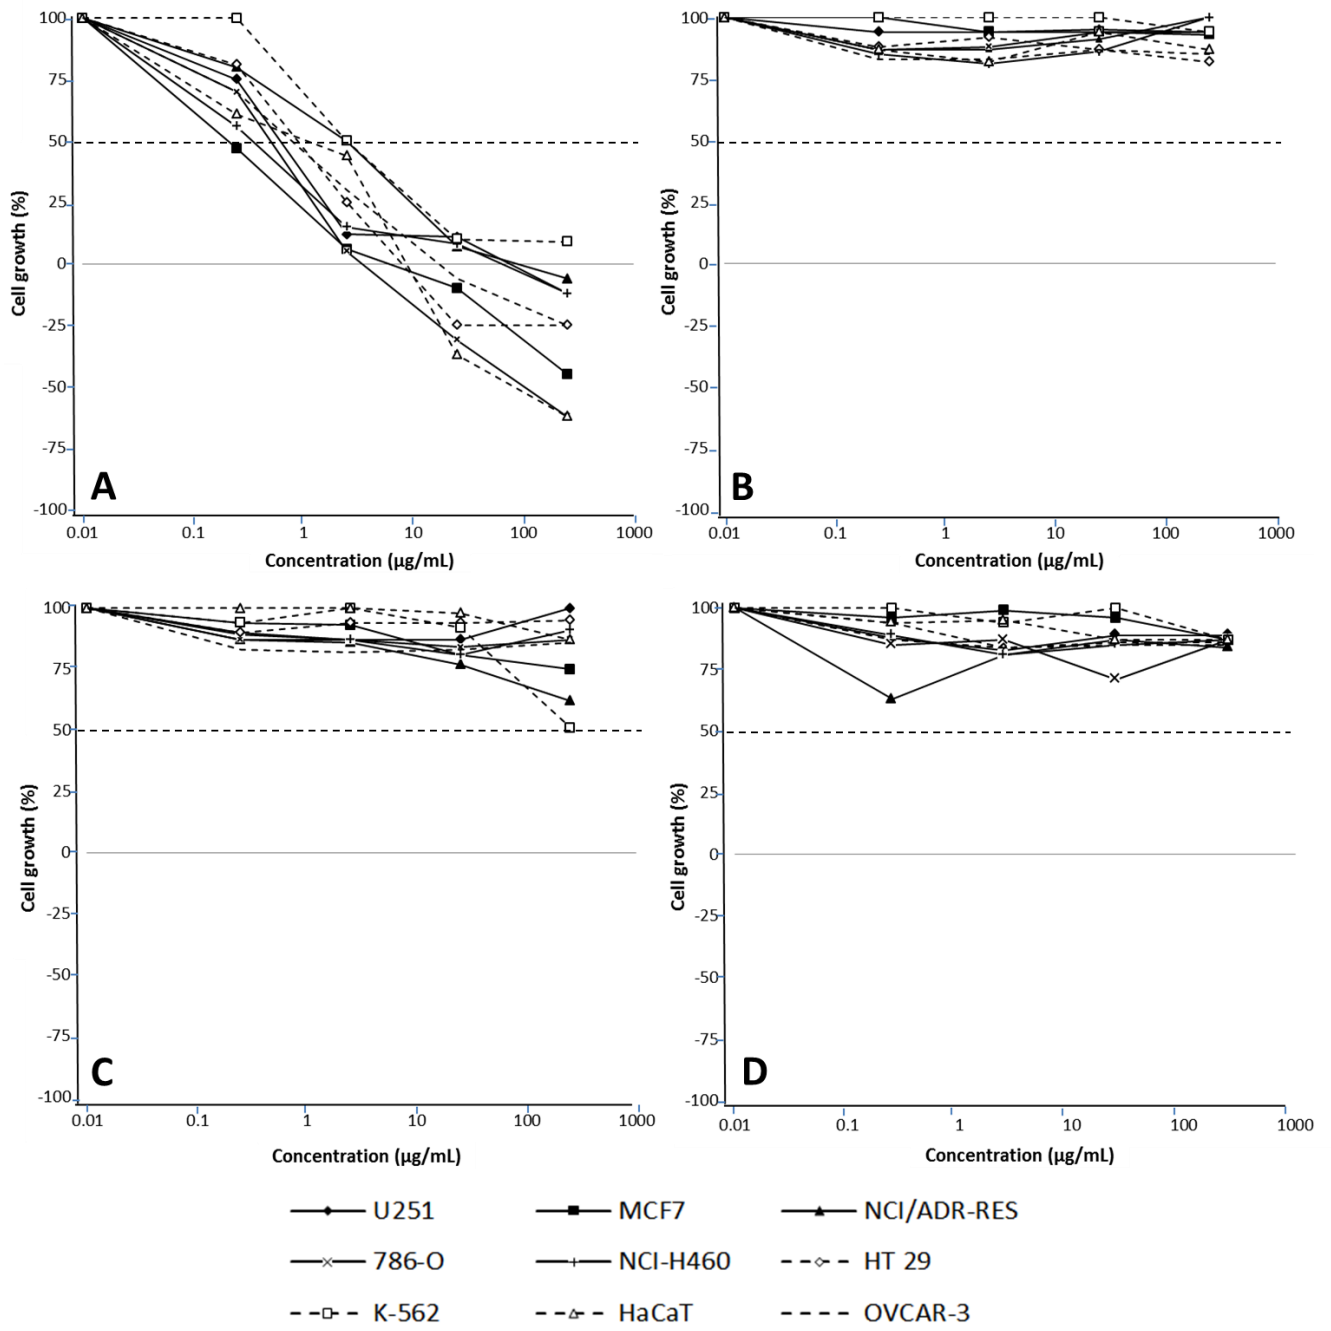 100
75
50
25
0
-25
-50
-75
-100
Cell growth (%)
A
0.01 0.1 1 10 100 1000
Concentration (µg/mL)
100
75
50
25
0
-25
-50
-75
-100
Cell growth (%)
B
0.01 0.1 1 10 100 1000
Concentration (µg/mL)
100
75
50
25
0
-25
-50
-75
-100
Cell growth (%)
C
0.01 0.1 1 10 100 1000
Concentration (µg/mL)
100
75
50
25
0
-25
-50
-75
-100
Cell growth (%)
D
0.01 0.1 1 10 100 1000
Concentration (µg/mL)
U251 MCF7 NCI/ADR-RES
786-O NCI-H460 HT 29
K-562 HaCaT OVCAR-3